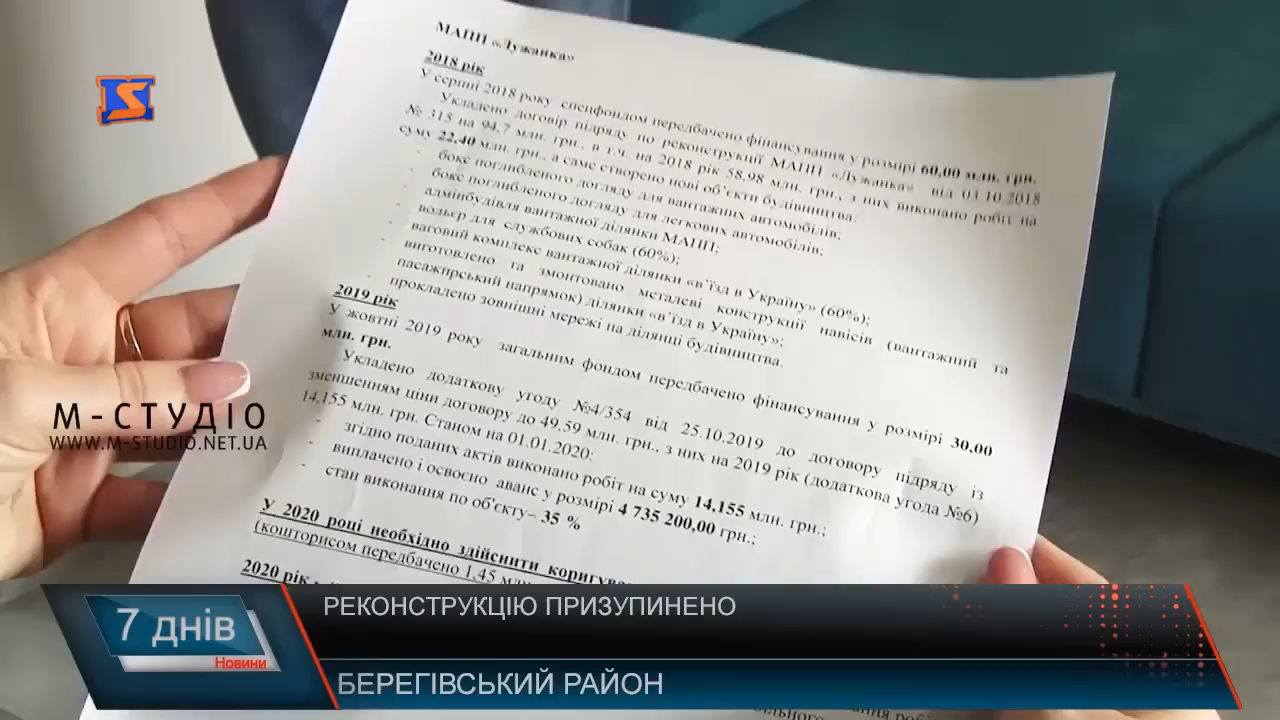 МАПП «Лужанка»
2018 рік
У серпні 2018 року спецфондом передбачено фінансування у розмірі 60,00 млн. грн.
Укладено договір підряду по реконструкції МАПП «Лужанка» від 03.10.2018
№ 315 на 94,7 млн. грн., в т.ч. на 2018 рік 58,98 млн. грн., з них виконано робіт на
суму 22,40 млн. грн., а саме створено нові об'єкти будівництва:
- бокс поглибленого догляду для вантажних автомобілів;
- бокс поглибленого догляду для легкових автомобілів;
- адмінбудівля вантажної ділянки МАПП;
- вольєр для службових собак (60%);
- ваговий комплекс вантажної ділянки «в'їзд в Україну» (60%);
- виготовлено та змонтовано металеві конструкції навісів (вантажний та
пасажирський напрямок) ділянки «в'їзд в Україну»;
- прокладено зовнішні мережі на ділянці будівництва.
2019 рік
У жовтні 2019 року загальним фондом передбачено фінансування у розмірі 30,00
млн. грн.
Укладено додаткову угоду №4/354 від 25.10.2019 до договору підряду із
зменшенням ціни договору до 49,59 млн. грн., з них на 2019 рік (додаткова угода №6)
14,155 млн. грн. Станом на 01.01.2020:
- згідно поданих актів виконано робіт на суму 14,155 млн. грн.;
- виплачено і освоєно аванс у розмірі 4 735 200,00 грн.;
- стан виконання по об'єкту– 35 %
У 2020 році необхідно здійснити
(кошторисом передбачено 1,45
2020 рік -
S
М-СТУДІО
WWW.M-STUDIO.NET.UA
7 днів
Новини
РЕКОНСТРУКЦІЮ ПРИЗУПИНЕНО
БЕРЕГІВСЬКИЙ РАЙОН